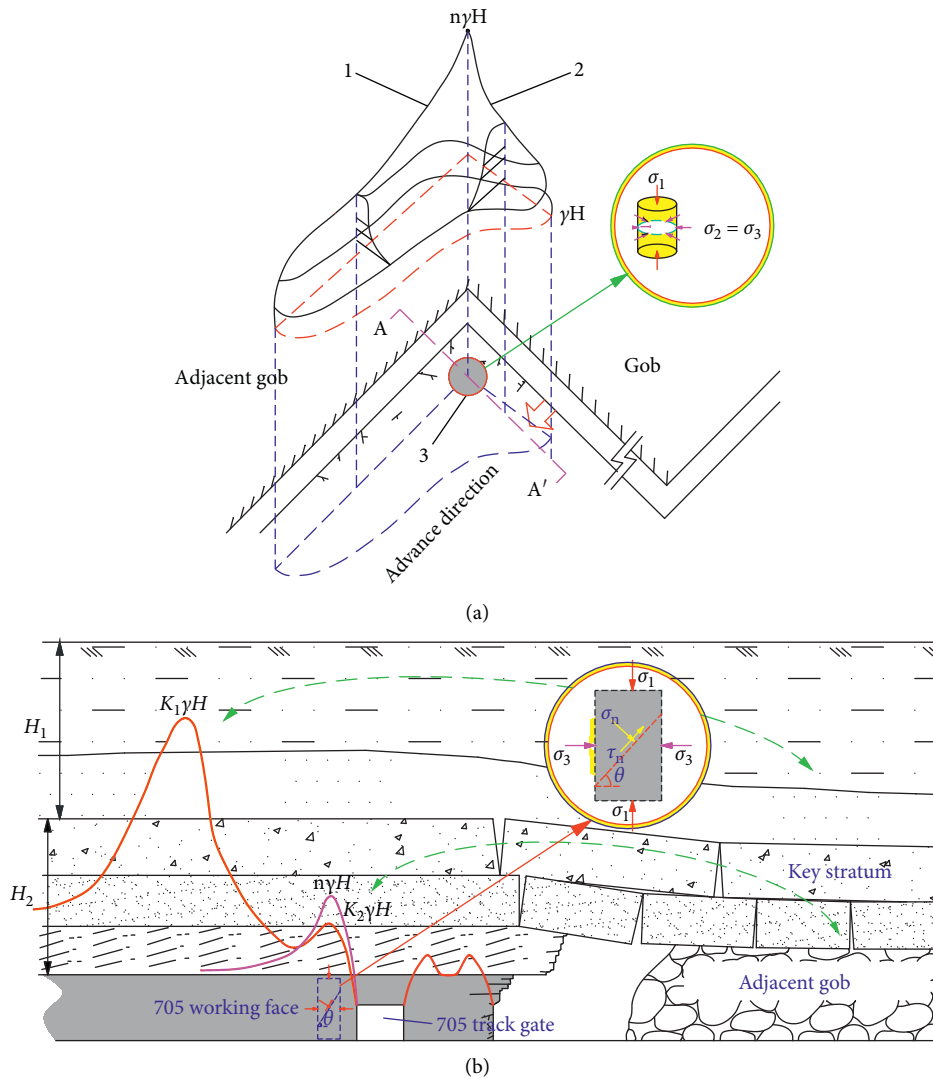 nγH
1
2
σ₁
σ₂ = σ₃
γH
A
Adjacent gob
Gob
3
A′
Advance direction
(a)
K₁γH
H₁
σ₁
σₙ
σ₃
τₙ
σ₃
θ
σ₁
nγH
K₂γH
H₂
Key stratum
705 working face
θ
705 track gate
Adjacent gob
(b)